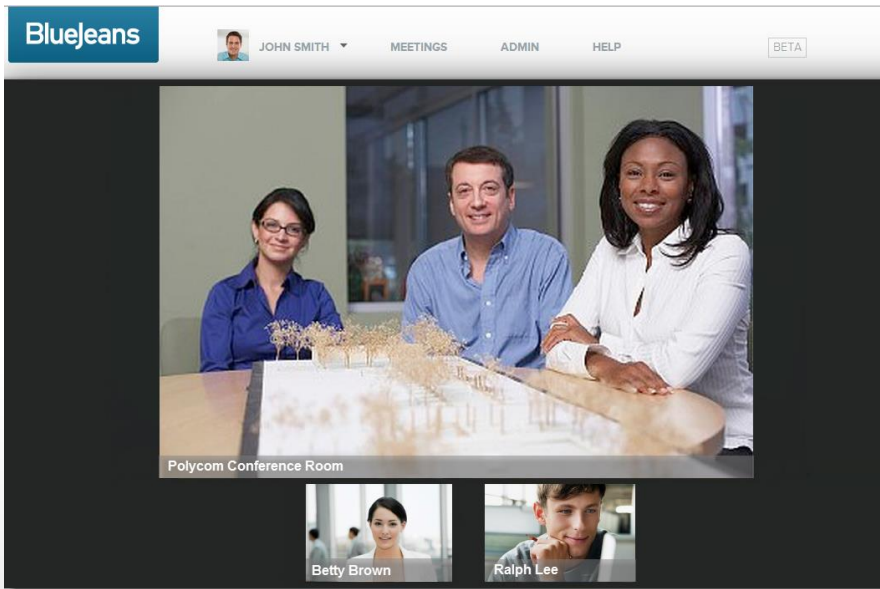 BlueJeans
JOHN SMITH MEETINGS ADMIN HELP BETA
Polycom Conference Room
Betty Brown Ralph Lee